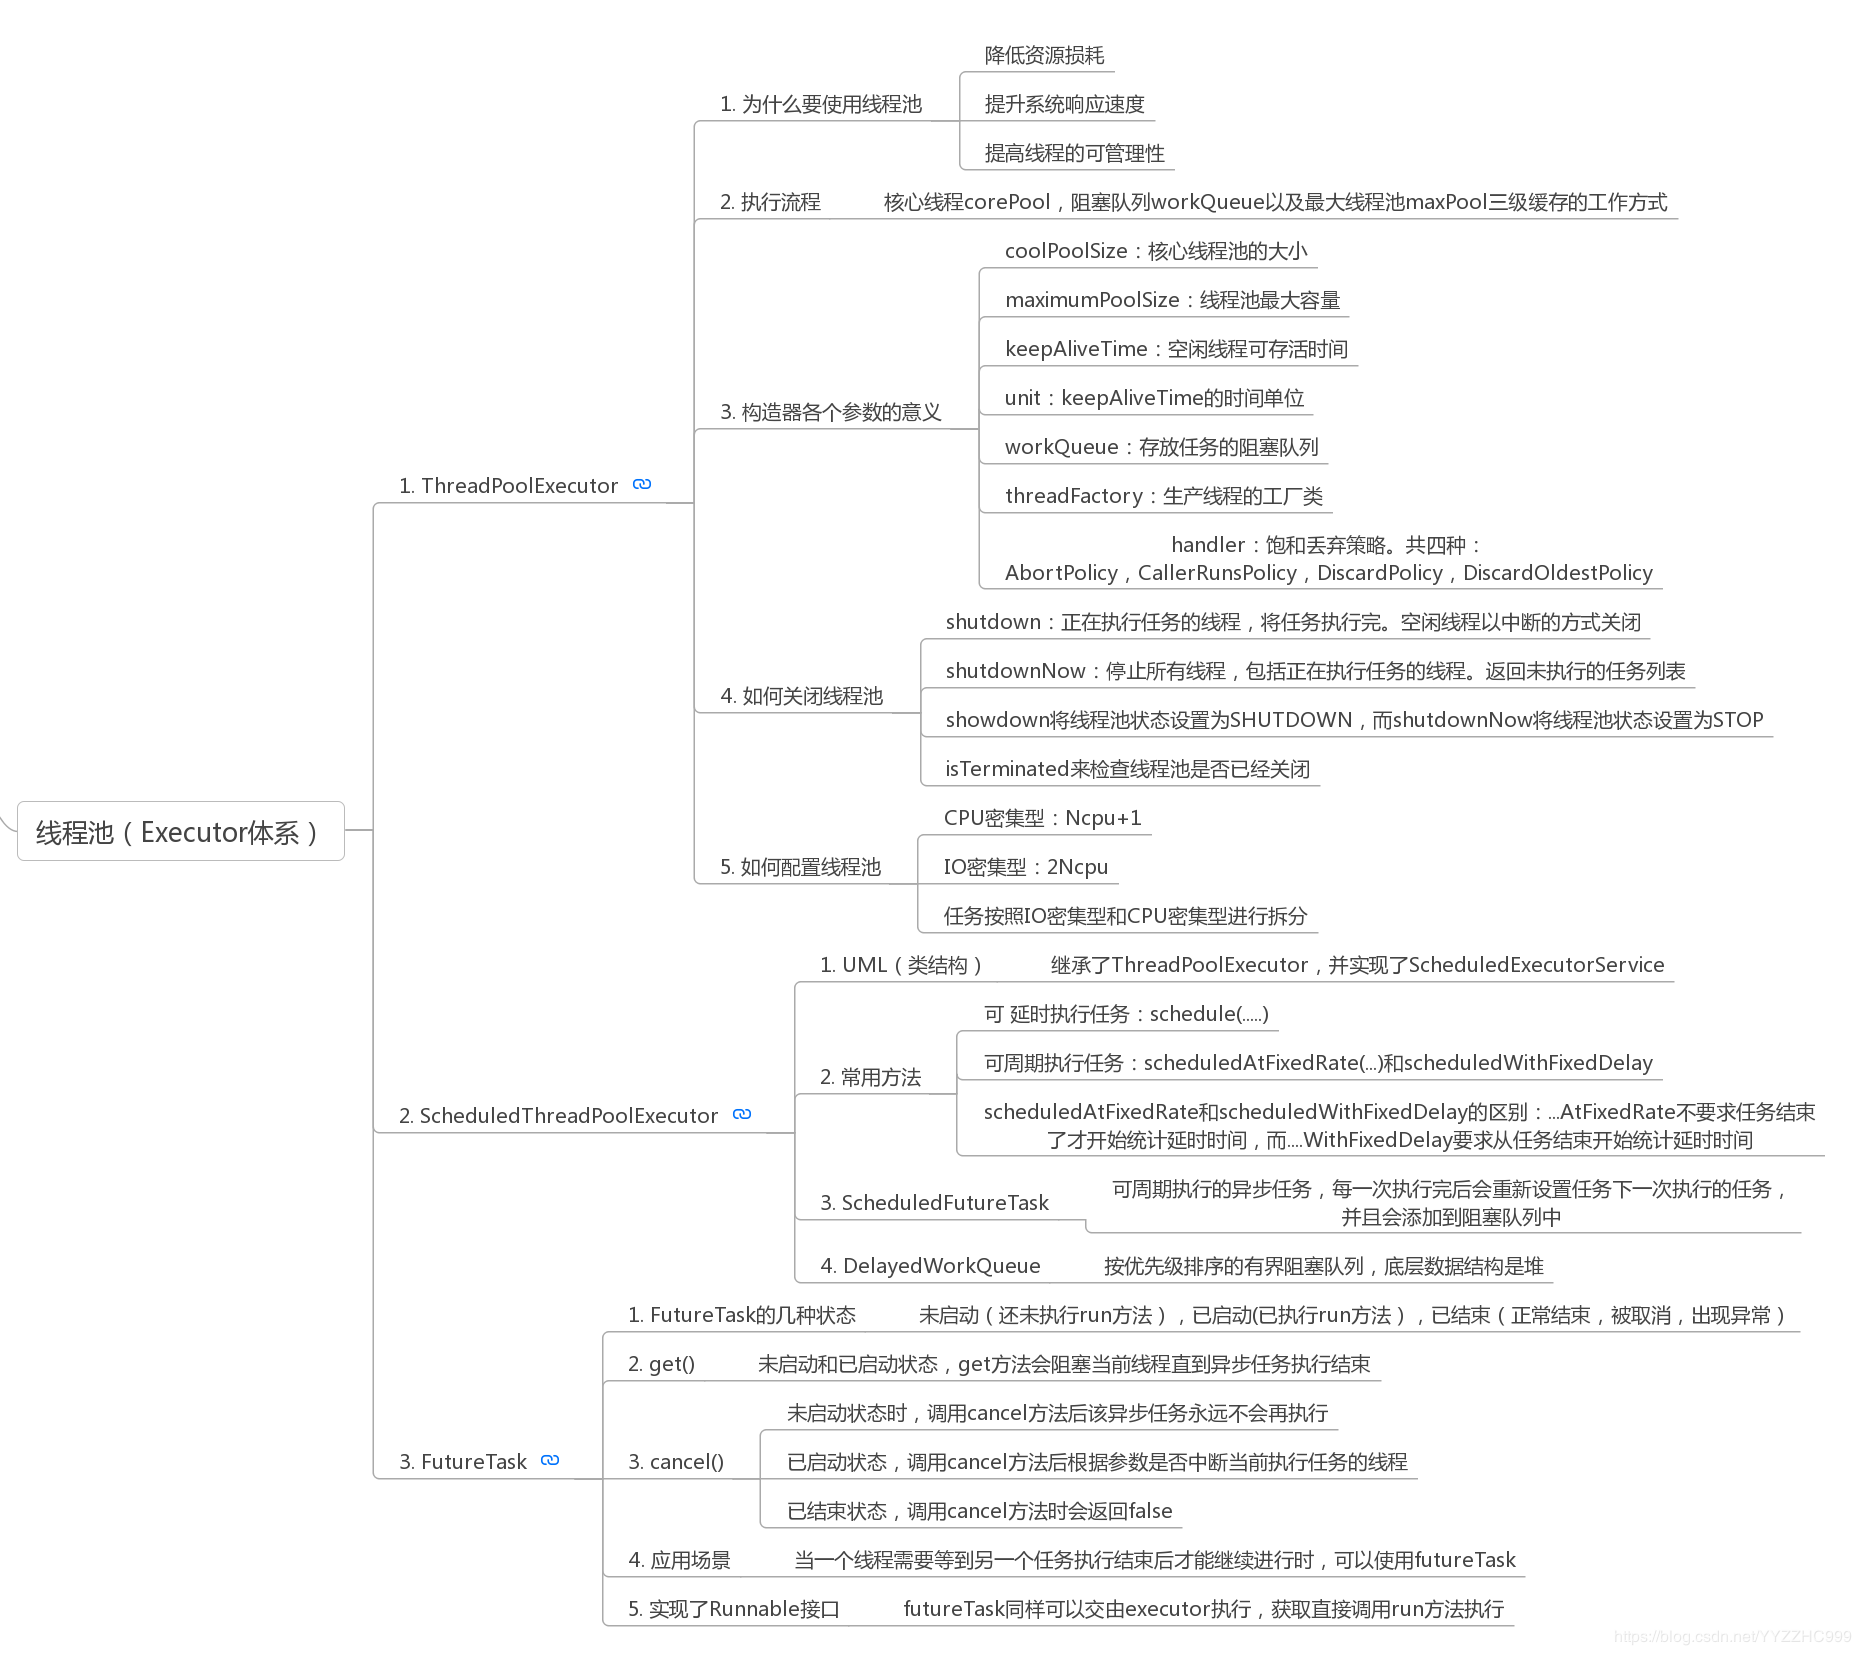 线程池（Executor体系）
1. ThreadPoolExecutor
1. 为什么要使用线程池
降低资源损耗
提升系统响应速度
提高线程的可管理性
2. 执行流程
核心线程corePool，阻塞队列workQueue以及最大线程池maxPool三级缓存的工作方式
3. 构造器各个参数的意义
coolPoolSize：核心线程池的大小
maximumPoolSize：线程池最大容量
keepAliveTime：空闲线程可存活时间
unit：keepAliveTime的时间单位
workQueue：存放任务的阻塞队列
threadFactory：生产线程的工厂类
handler：饱和丢弃策略。共四种：
AbortPolicy，CallerRunsPolicy，DiscardPolicy，DiscardOldestPolicy
4. 如何关闭线程池
shutdown：正在执行任务的线程，将任务执行完。空闲线程以中断的方式关闭
shutdownNow：停止所有线程，包括正在执行任务的线程。返回未执行的任务列表
showdown将线程池状态设置为SHUTDOWN，而shutdownNow将线程池状态设置为STOP
isTerminated来检查线程池是否已经关闭
5. 如何配置线程池
CPU密集型：Ncpu+1
IO密集型：2Ncpu
任务按照IO密集型和CPU密集型进行拆分
2. ScheduledThreadPoolExecutor
1. UML（类结构）
继承了ThreadPoolExecutor，并实现了ScheduledExecutorService
2. 常用方法
可 延时执行任务：schedule(.....)
可周期执行任务：scheduledAtFixedRate(...)和scheduledWithFixedDelay
scheduledAtFixedRate和scheduledWithFixedDelay的区别：...AtFixedRate不要求任务结束
了才开始统计延时时间，而....WithFixedDelay要求从任务结束开始统计延时时间
3. ScheduledFutureTask
可周期执行的异步任务，每一次执行完后会重新设置任务下一次执行的任务，
并且会添加到阻塞队列中
4. DelayedWorkQueue
按优先级排序的有界阻塞队列，底层数据结构是堆
3. FutureTask
1. FutureTask的几种状态
未启动（还未执行run方法），已启动(已执行run方法），已结束（正常结束，被取消，出现异常）
2. get()
未启动和已启动状态，get方法会阻塞当前线程直到异步任务执行结束
3. cancel()
未启动状态时，调用cancel方法后该异步任务永远不会再执行
已启动状态，调用cancel方法后根据参数是否中断当前执行任务的线程
已结束状态，调用cancel方法时会返回false
4. 应用场景
当一个线程需要等到另一个任务执行结束后才能继续进行时，可以使用futureTask
5. 实现了Runnable接口
futureTask同样可以交由executor执行，获取直接调用run方法执行
https://blog.csdn.net/YYZZHC999